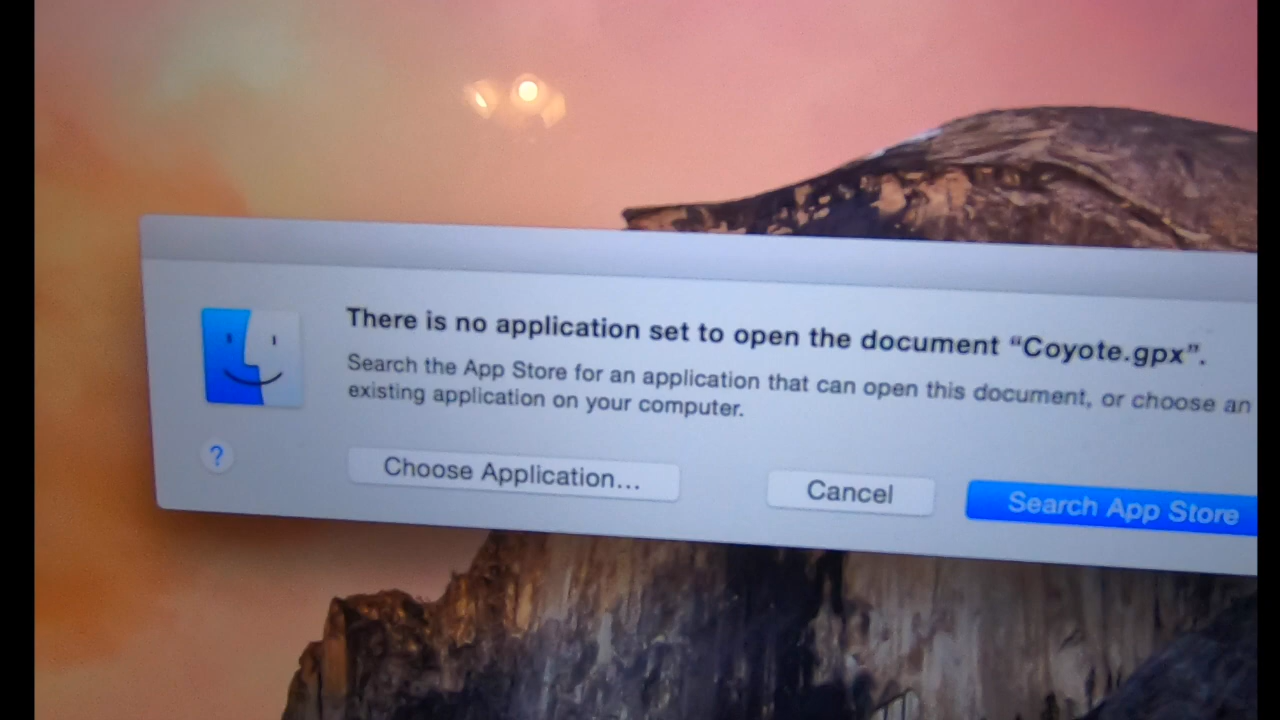 There is no application set to open the document “Coyote.gpx”.
Search the App Store for an application that can open this document, or choose an
existing application on your computer.
?
Choose Application...
Cancel
Search App Store